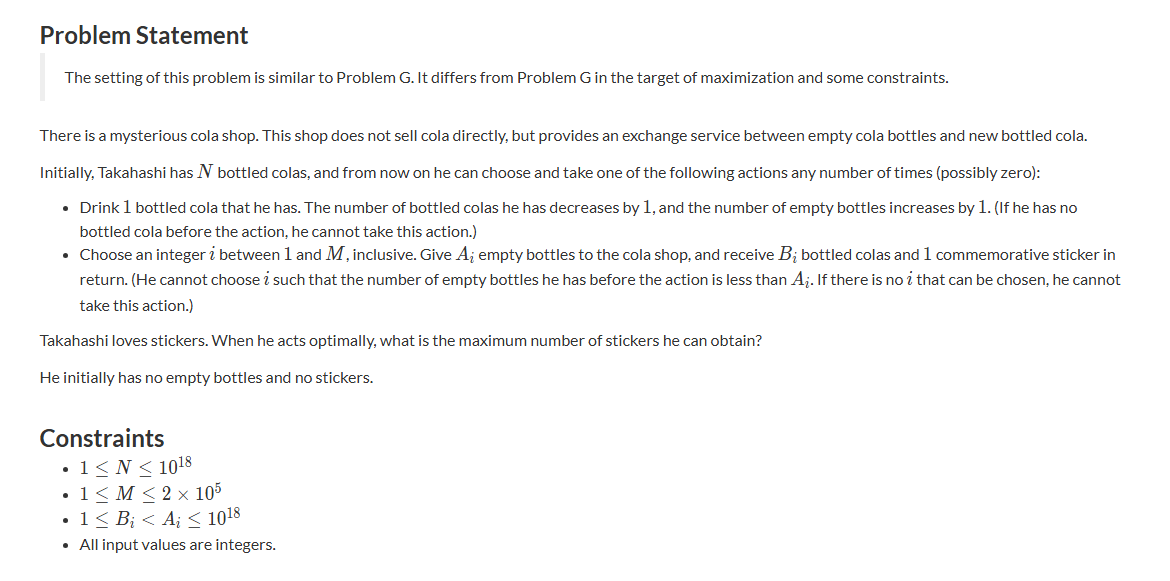 Problem Statement
The setting of this problem is similar to Problem G. It differs from Problem G in the target of maximization and some constraints.
There is a mysterious cola shop. This shop does not sell cola directly, but provides an exchange service between empty cola bottles and new bottled cola.
Initially, Takahashi has N bottled colas, and from now on he can choose and take one of the following actions any number of times (possibly zero):
• Drink 1 bottled cola that he has. The number of bottled colas he has decreases by 1, and the number of empty bottles increases by 1. (If he has no
bottled cola before the action, he cannot take this action.)
• Choose an integer i between 1 and M, inclusive. Give A_i empty bottles to the cola shop, and receive B_i bottled colas and 1 commemorative sticker in
return. (He cannot choose i such that the number of empty bottles he has before the action is less than A_i. If there is no i that can be chosen, he cannot
take this action.)
Takahashi loves stickers. When he acts optimally, what is the maximum number of stickers he can obtain?
He initially has no empty bottles and no stickers.
Constraints
• 1 ≤ N ≤ 10^18
• 1 ≤ M ≤ 2 × 10^5
• 1 ≤ B_i < A_i ≤ 10^18
• All input values are integers.